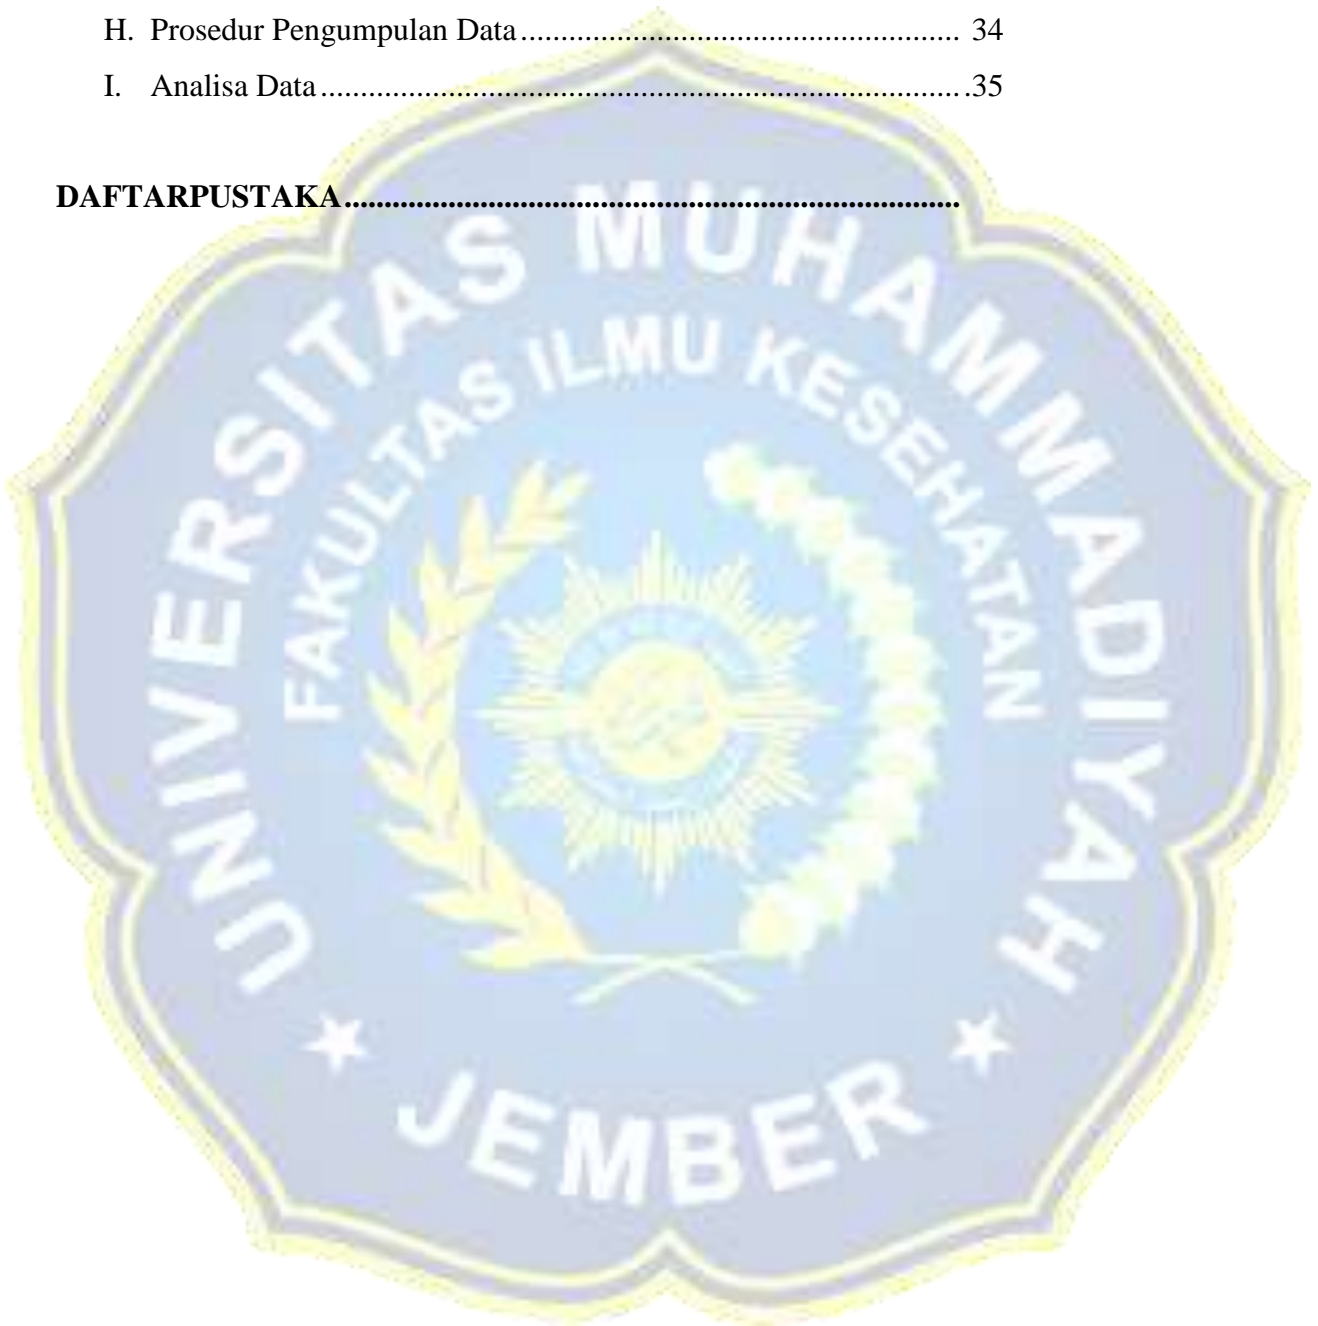 H. Prosedur Pengumpulan Data....................................................... 34
I. Analisa Data.................................................................................35
DAFTARPUSTAKA..............................................................................
UNIVERSITAS MUHAMMADIYAH
FAKULTAS ILMU KESEHATAN
JEMBER